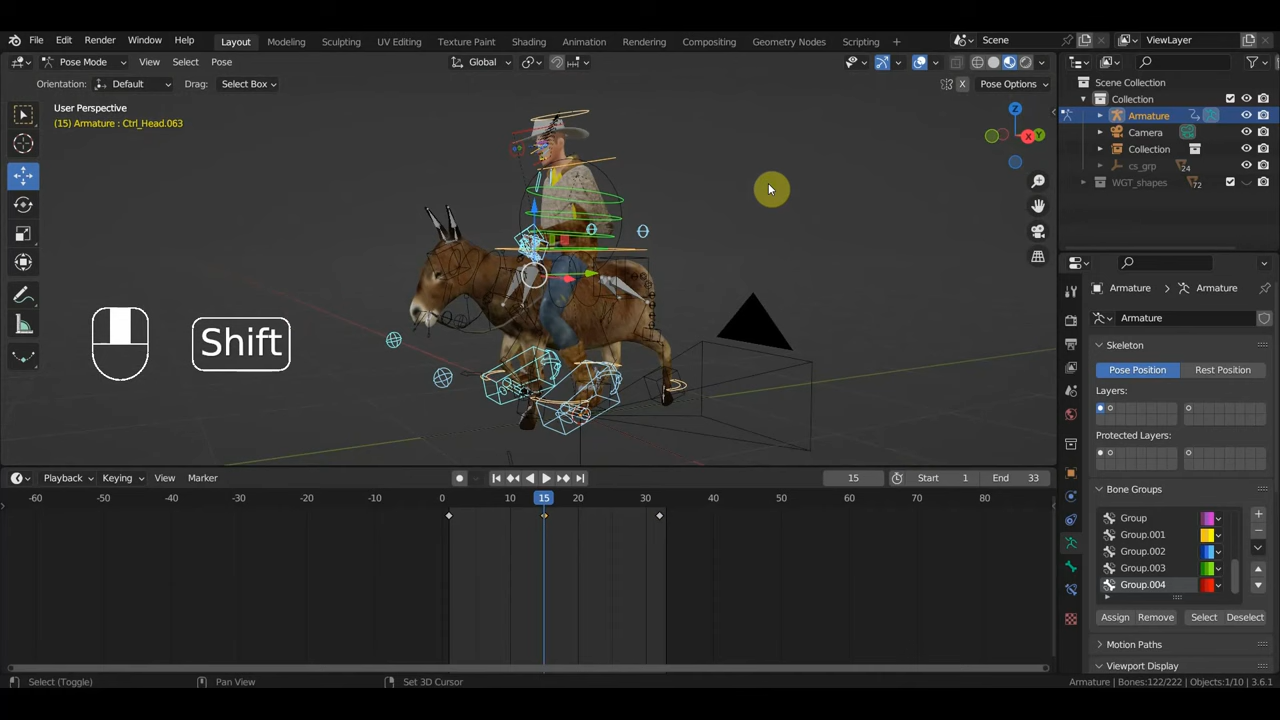 File Edit Render Window Help Layout Modeling Sculpting UV Editing Texture Paint Shading Animation Rendering Compositing Geometry Nodes Scripting + Scene ViewLayer
Pose Mode View Select Pose Global
Orientation: Default Drag: Select Box X Pose Options
Scene Collection
Collection
Armature
Camera
Collection
cs_grp 24
WGT_shapes 72
User Perspective
(15) Armature : Ctrl_Head.063
Z
X
Y
Shift
Armature > Armature
Armature
Skeleton
Pose Position Rest Position
Layers:
Protected Layers:
Bone Groups
Group
Group.001
Group.002
Group.003
Group.004
Assign Remove Select Deselect
Motion Paths
Viewport Display
Playback Keying View Marker 15 Start 1 End 33
-60 -50 -40 -30 -20 -10 0 10 15 20 30 40 50 60 70 80
Select (Toggle) Pan View Set 3D Cursor Armature | Bones:122/222 | Objects:1/10 | 3.6.1